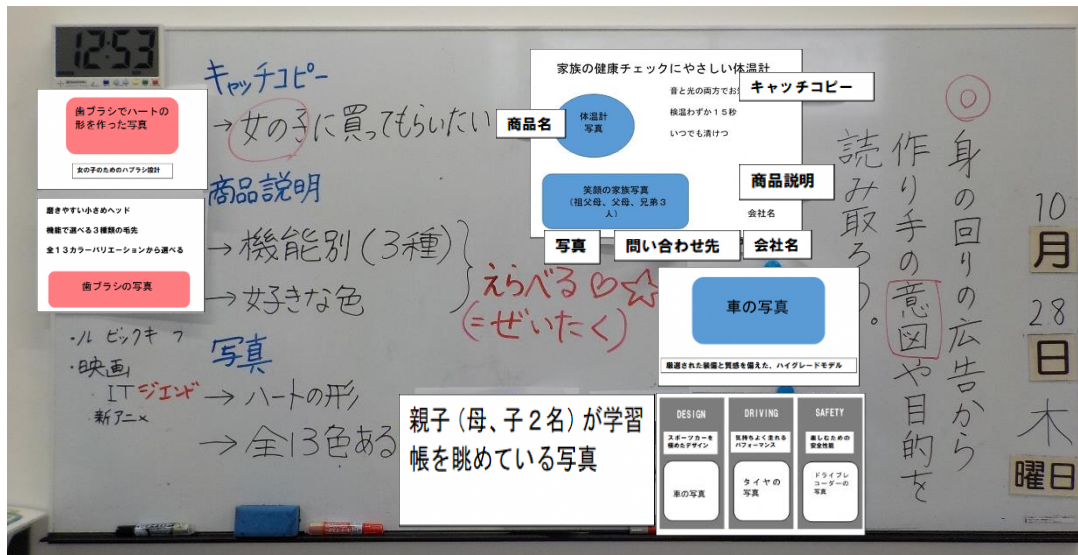 12:53
10月28日木曜日
◎
身の回りの広告から
作り手の意図や目的を
読み取ろう。
キャッチコピー
→女の子に買ってもらいたい
商品説明
→機能別(3種)
→好きな色
えらべる♡☆
(=ぜいたく)
写真
→ハートの形
→全13色ある
・映画
ITジエンド
・新アニメ
歯ブラシでハートの
形を作った写真
女の子のためのハブラシ設計
磨きやすい小さめヘッド
機能で選べる3種類の毛先
全13カラーバリエーションから選べる
歯ブラシの写真
家族の健康チェックにやさしい体温計
音と光の両方でお
キャッチコピー
検温わずか15秒
いつでも漬けつ
商品名
体温計
写真
商品説明
笑顔の家族写真
(祖父母、父母、兄弟3
人)
会社名
写真
問い合わせ先
会社名
車の写真
厳選された装備と質感を備えた、ハイグレードモデル
DESIGN
スポーツカーを
極めたデザイン
車の写真
DRIVING
気持ちよく走れる
パフォーマンス
タイヤの
写真
SAFETY
楽しむための
安全性能
ドライブレ
コーダーの
写真
親子(母、子2名)が学習
帳を眺めている写真